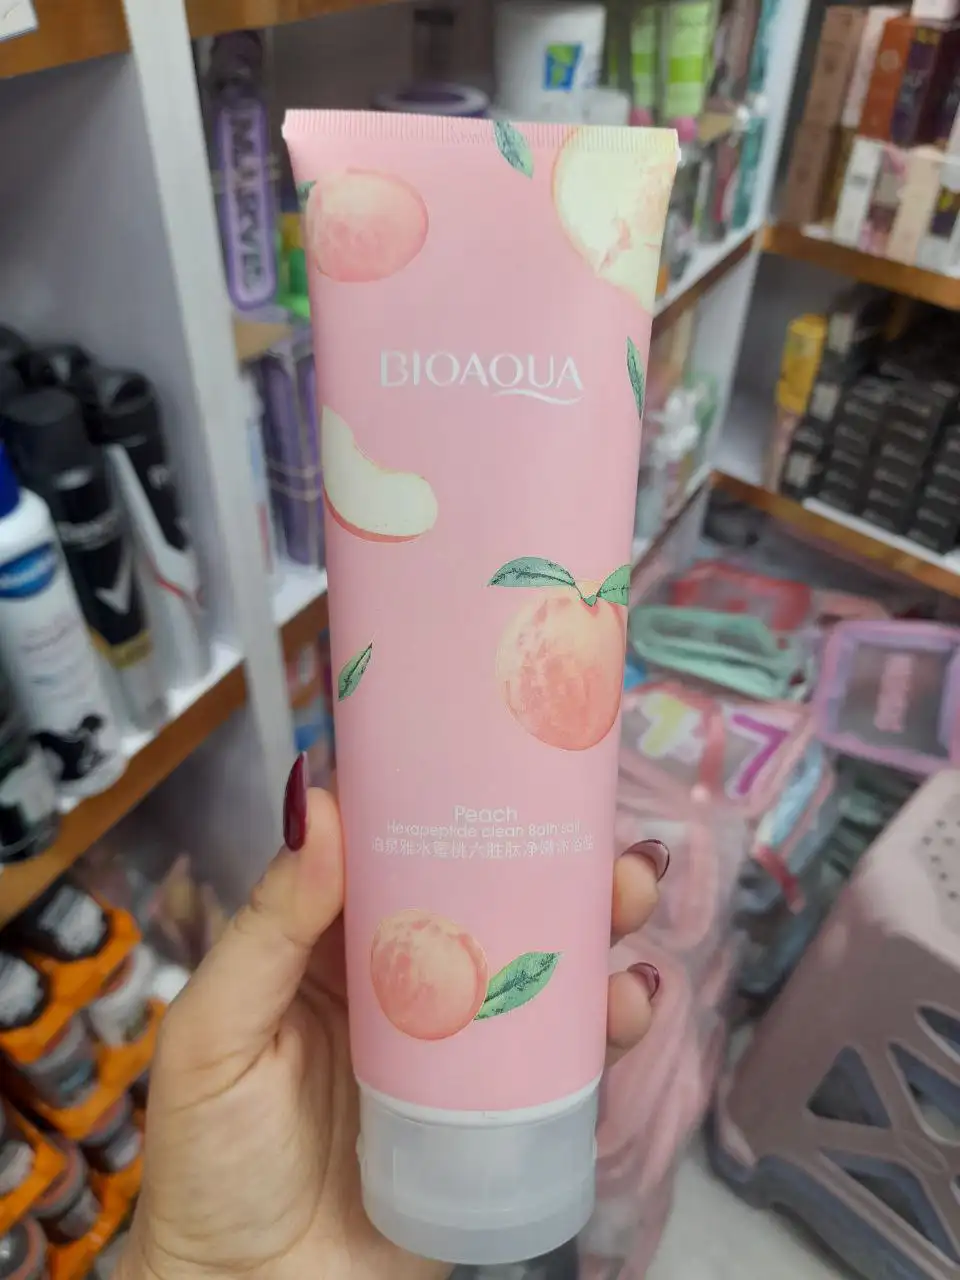 BIOAQUA
Peach
Hexapeptide clean Bath salt
泊泉雅水蜜桃六胜肽净嫩沐浴盐
MARVIS